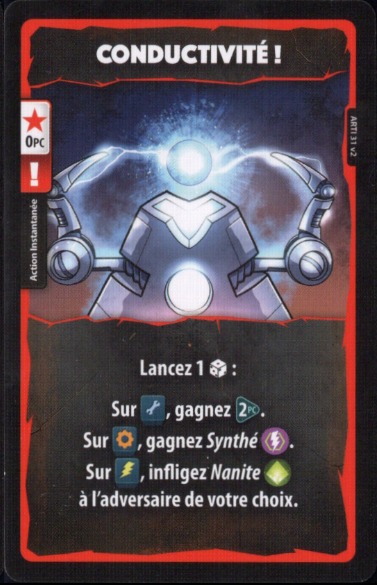 CONDUCTIVITÉ !
0PC
!
Action Instantanée
ARTI 31 v2
Lancez 1 :
Sur , gagnez 2PC.
Sur , gagnez Synthé .
Sur , infligez Nanite
à l'adversaire de votre choix.